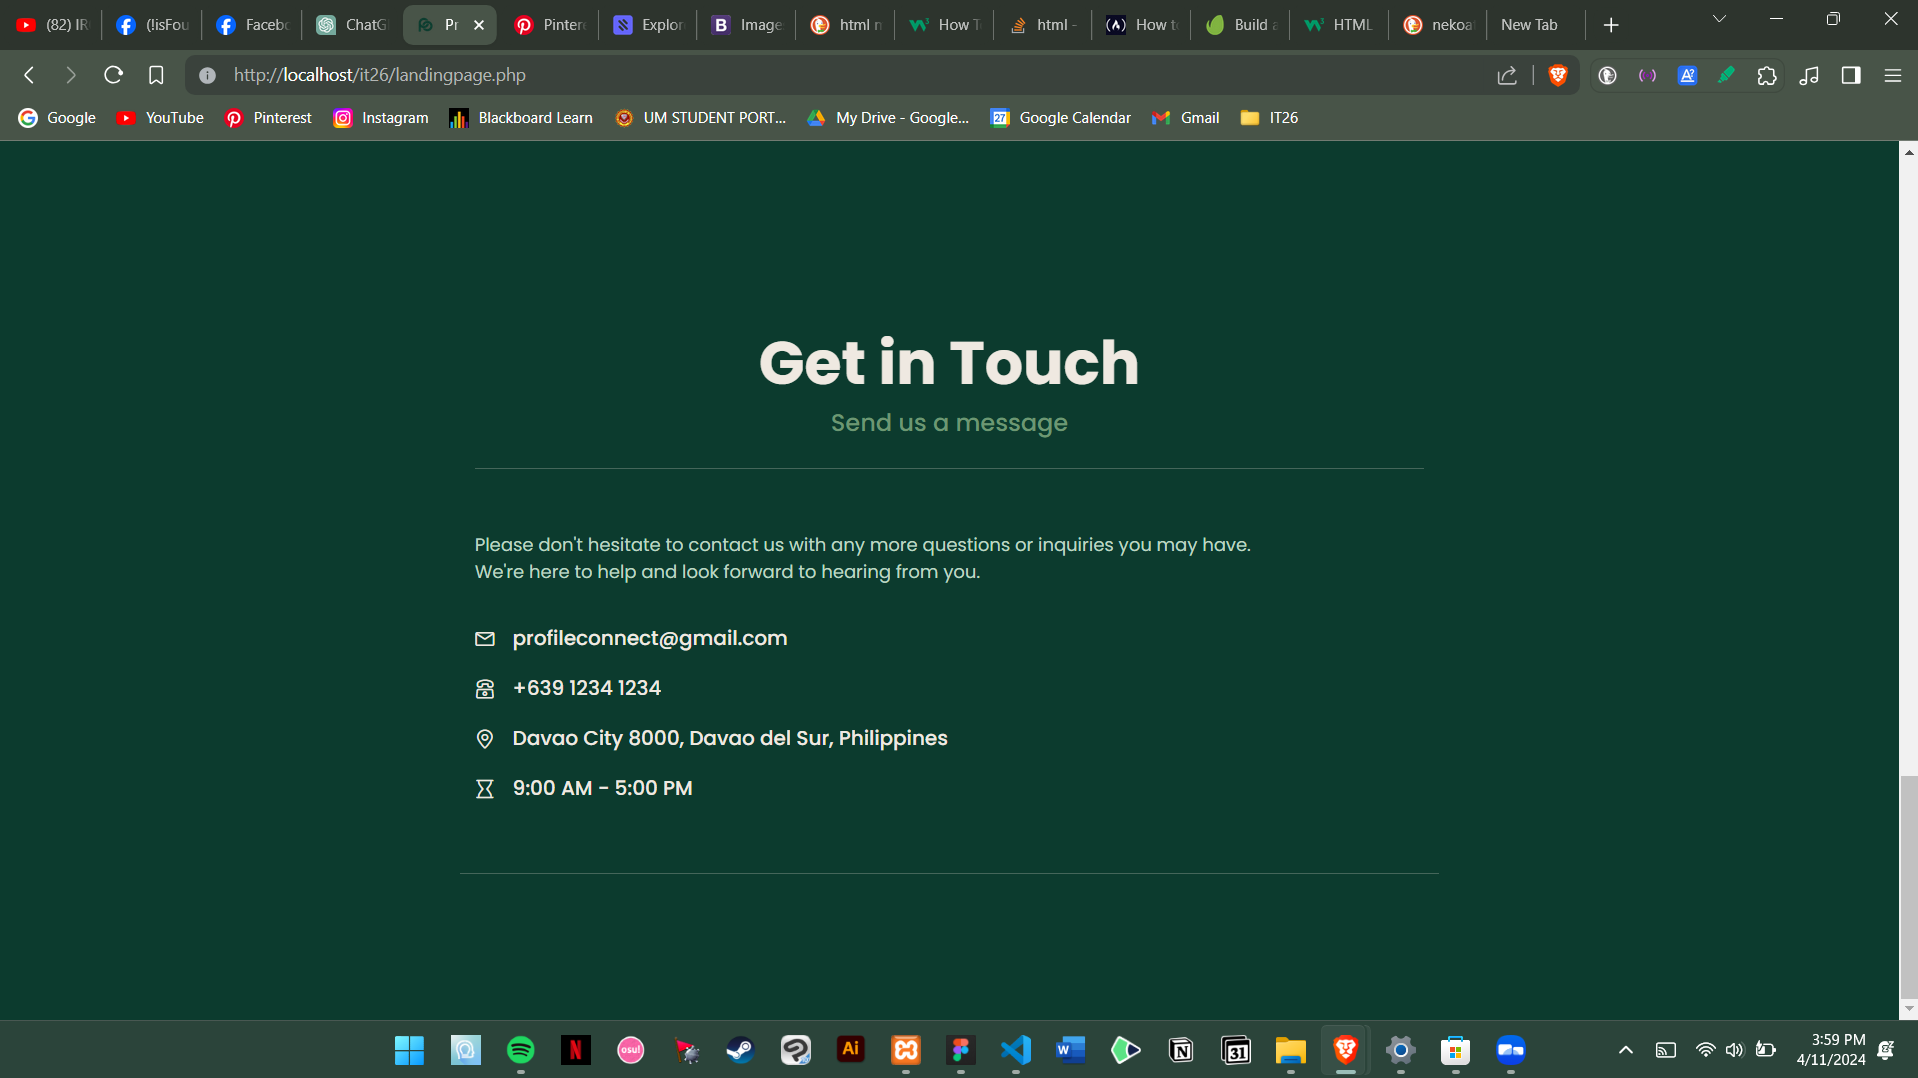 (82) IR
(lisFou
Facebo
ChatG
Pr
Pinter
Explor
Image
html n
How T
html -
How to
Build a
HTML
nekoa
New Tab
http://localhost/it26/landingpage.php
Google
YouTube
Pinterest
Instagram
Blackboard Learn
UM STUDENT PORT...
My Drive - Google...
27
Google Calendar
Gmail
IT26
Get in Touch
Send us a message
Please don't hesitate to contact us with any more questions or inquiries you may have.
We're here to help and look forward to hearing from you.
profileconnect@gmail.com
+639 1234 1234
Davao City 8000, Davao del Sur, Philippines
9:00 AM - 5:00 PM
N
osu!
Ai
W
N
31
3:59 PM
4/11/2024